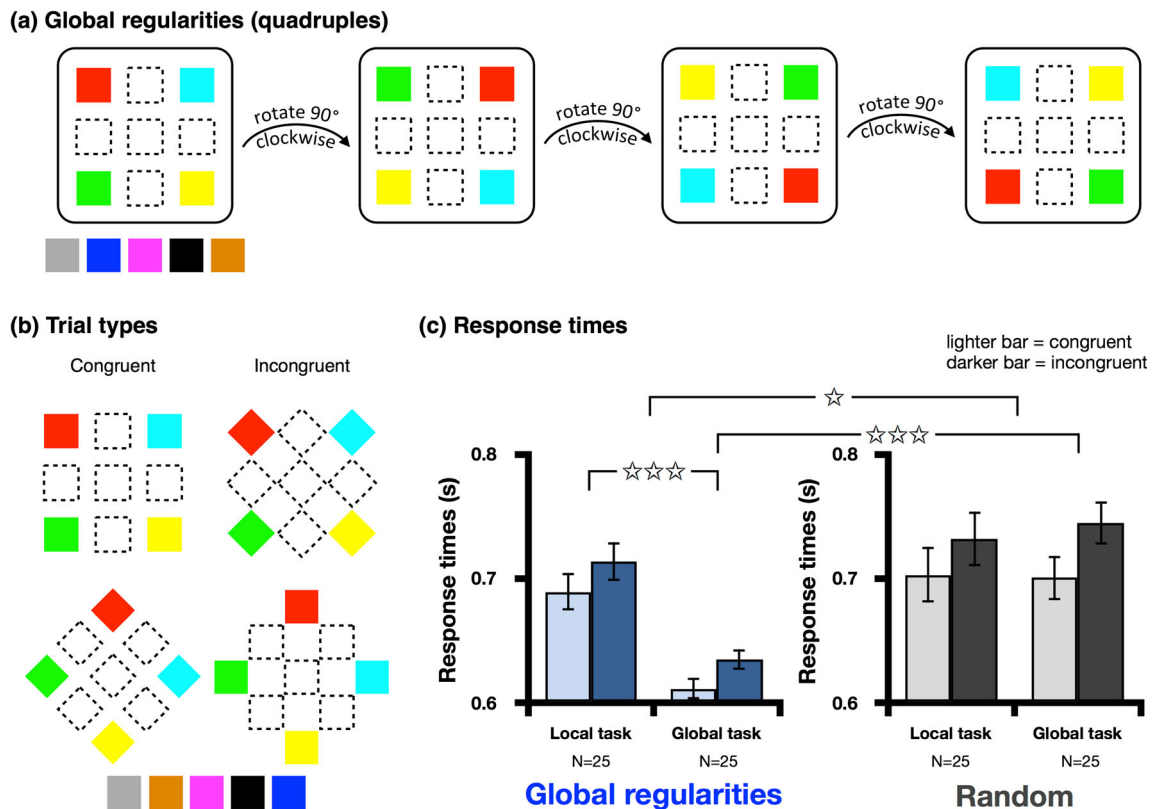 (a) Global regularities (quadruples)
rotate 90°
clockwise
rotate 90°
clockwise
rotate 90°
clockwise
(b) Trial types
Congruent
Incongruent
(c) Response times
lighter bar = congruent
darker bar = incongruent
☆
☆☆☆
☆☆☆
Response times (s)
0.8
0.7
0.6
Local task
Global task
N=25
N=25
Global regularities
Response times (s)
0.8
0.7
0.6
Local task
Global task
N=25
N=25
Random